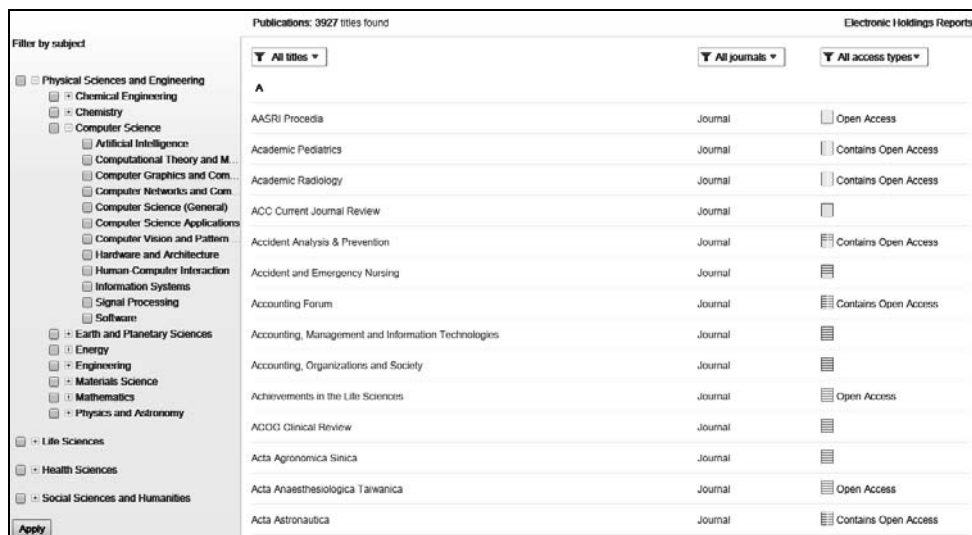 Publications: 3927 titles found
Electronic Holdings Reports
Filter by subject
Physical Sciences and Engineering
Chemical Engineering
Chemistry
Computer Science
Artificial Intelligence
Computational Theory and M...
Computer Graphics and Com...
Computer Networks and Com...
Computer Science (General)
Computer Science Applications
Computer Vision and Pattern ...
Hardware and Architecture
Human-Computer Interaction
Information Systems
Signal Processing
Software
Earth and Planetary Sciences
Energy
Engineering
Materials Science
Mathematics
Physics and Astronomy
Life Sciences
Health Sciences
Social Sciences and Humanities
Apply
All titles
All journals
All access types
A
AASRI Procedia Journal Open Access
Academic Pediatrics Journal Contains Open Access
Academic Radiology Journal Contains Open Access
ACC Current Journal Review Journal
Accident Analysis & Prevention Journal Contains Open Access
Accident and Emergency Nursing Journal
Accounting Forum Journal Contains Open Access
Accounting, Management and Information Technologies Journal
Accounting, Organizations and Society Journal
Achievements in the Life Sciences Journal Open Access
ACOG Clinical Review Journal
Acta Agronomica Sinica Journal
Acta Anaesthesiologica Taiwanica Journal Open Access
Acta Astronautica Journal Contains Open Access